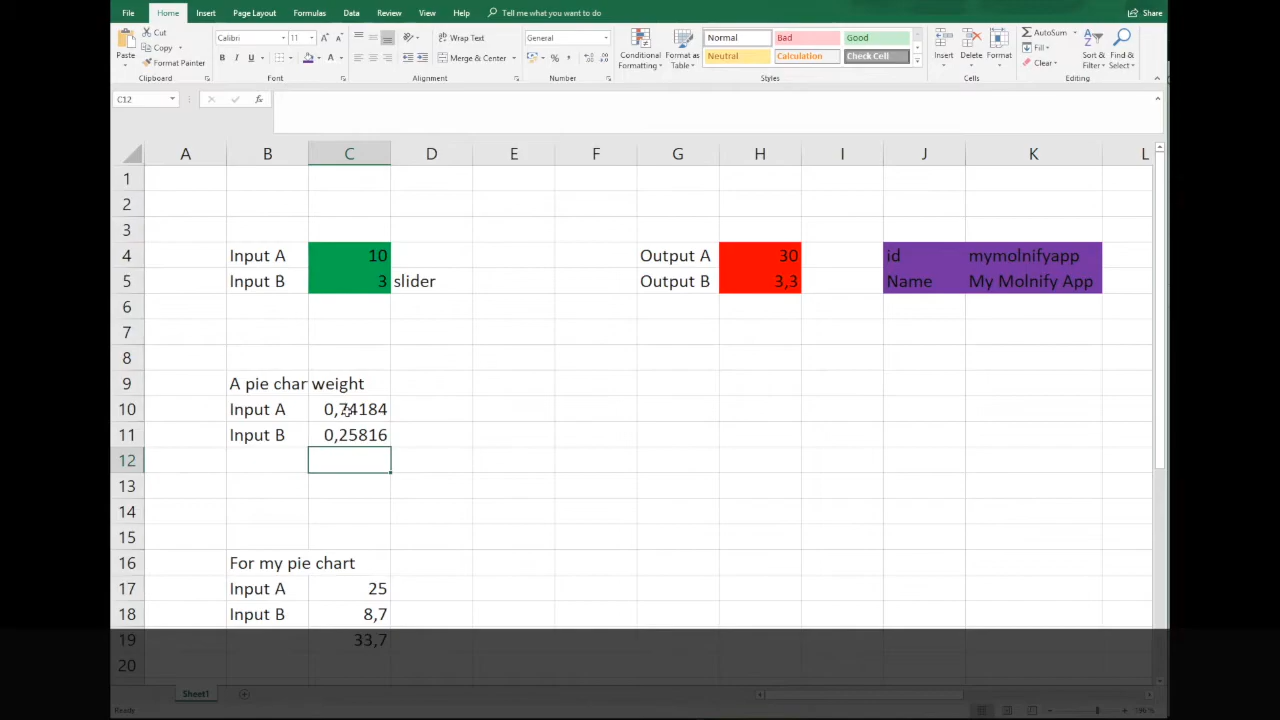 File Home Insert Page Layout Formulas Data Review View Help Tell me what you want to do Share
Paste
Cut
Copy
Format Painter
Clipboard
Calibri 11
B I U
Font
Wrap Text
Merge & Center
Alignment
General
%
Number
Conditional Formatting
Format as Table
Normal Bad Good
Neutral Calculation Check Cell
Styles
Insert Delete Format
Cells
AutoSum
Fill
Clear
Sort & Filter
Find & Select
Editing
C12 fx
A B C D E F G H I J K L
1
2
3
4 Input A 10 Output A 30 id mymolnifyapp
5 Input B 3 slider Output B 3,3 Name My Molnify App
6
7
8
9 A pie char weight
10 Input A 0,74184
11 Input B 0,25816
12
13
14
15
16 For my pie chart
17 Input A 25
18 Input B 8,7
19 33,7
20
Sheet1
Ready